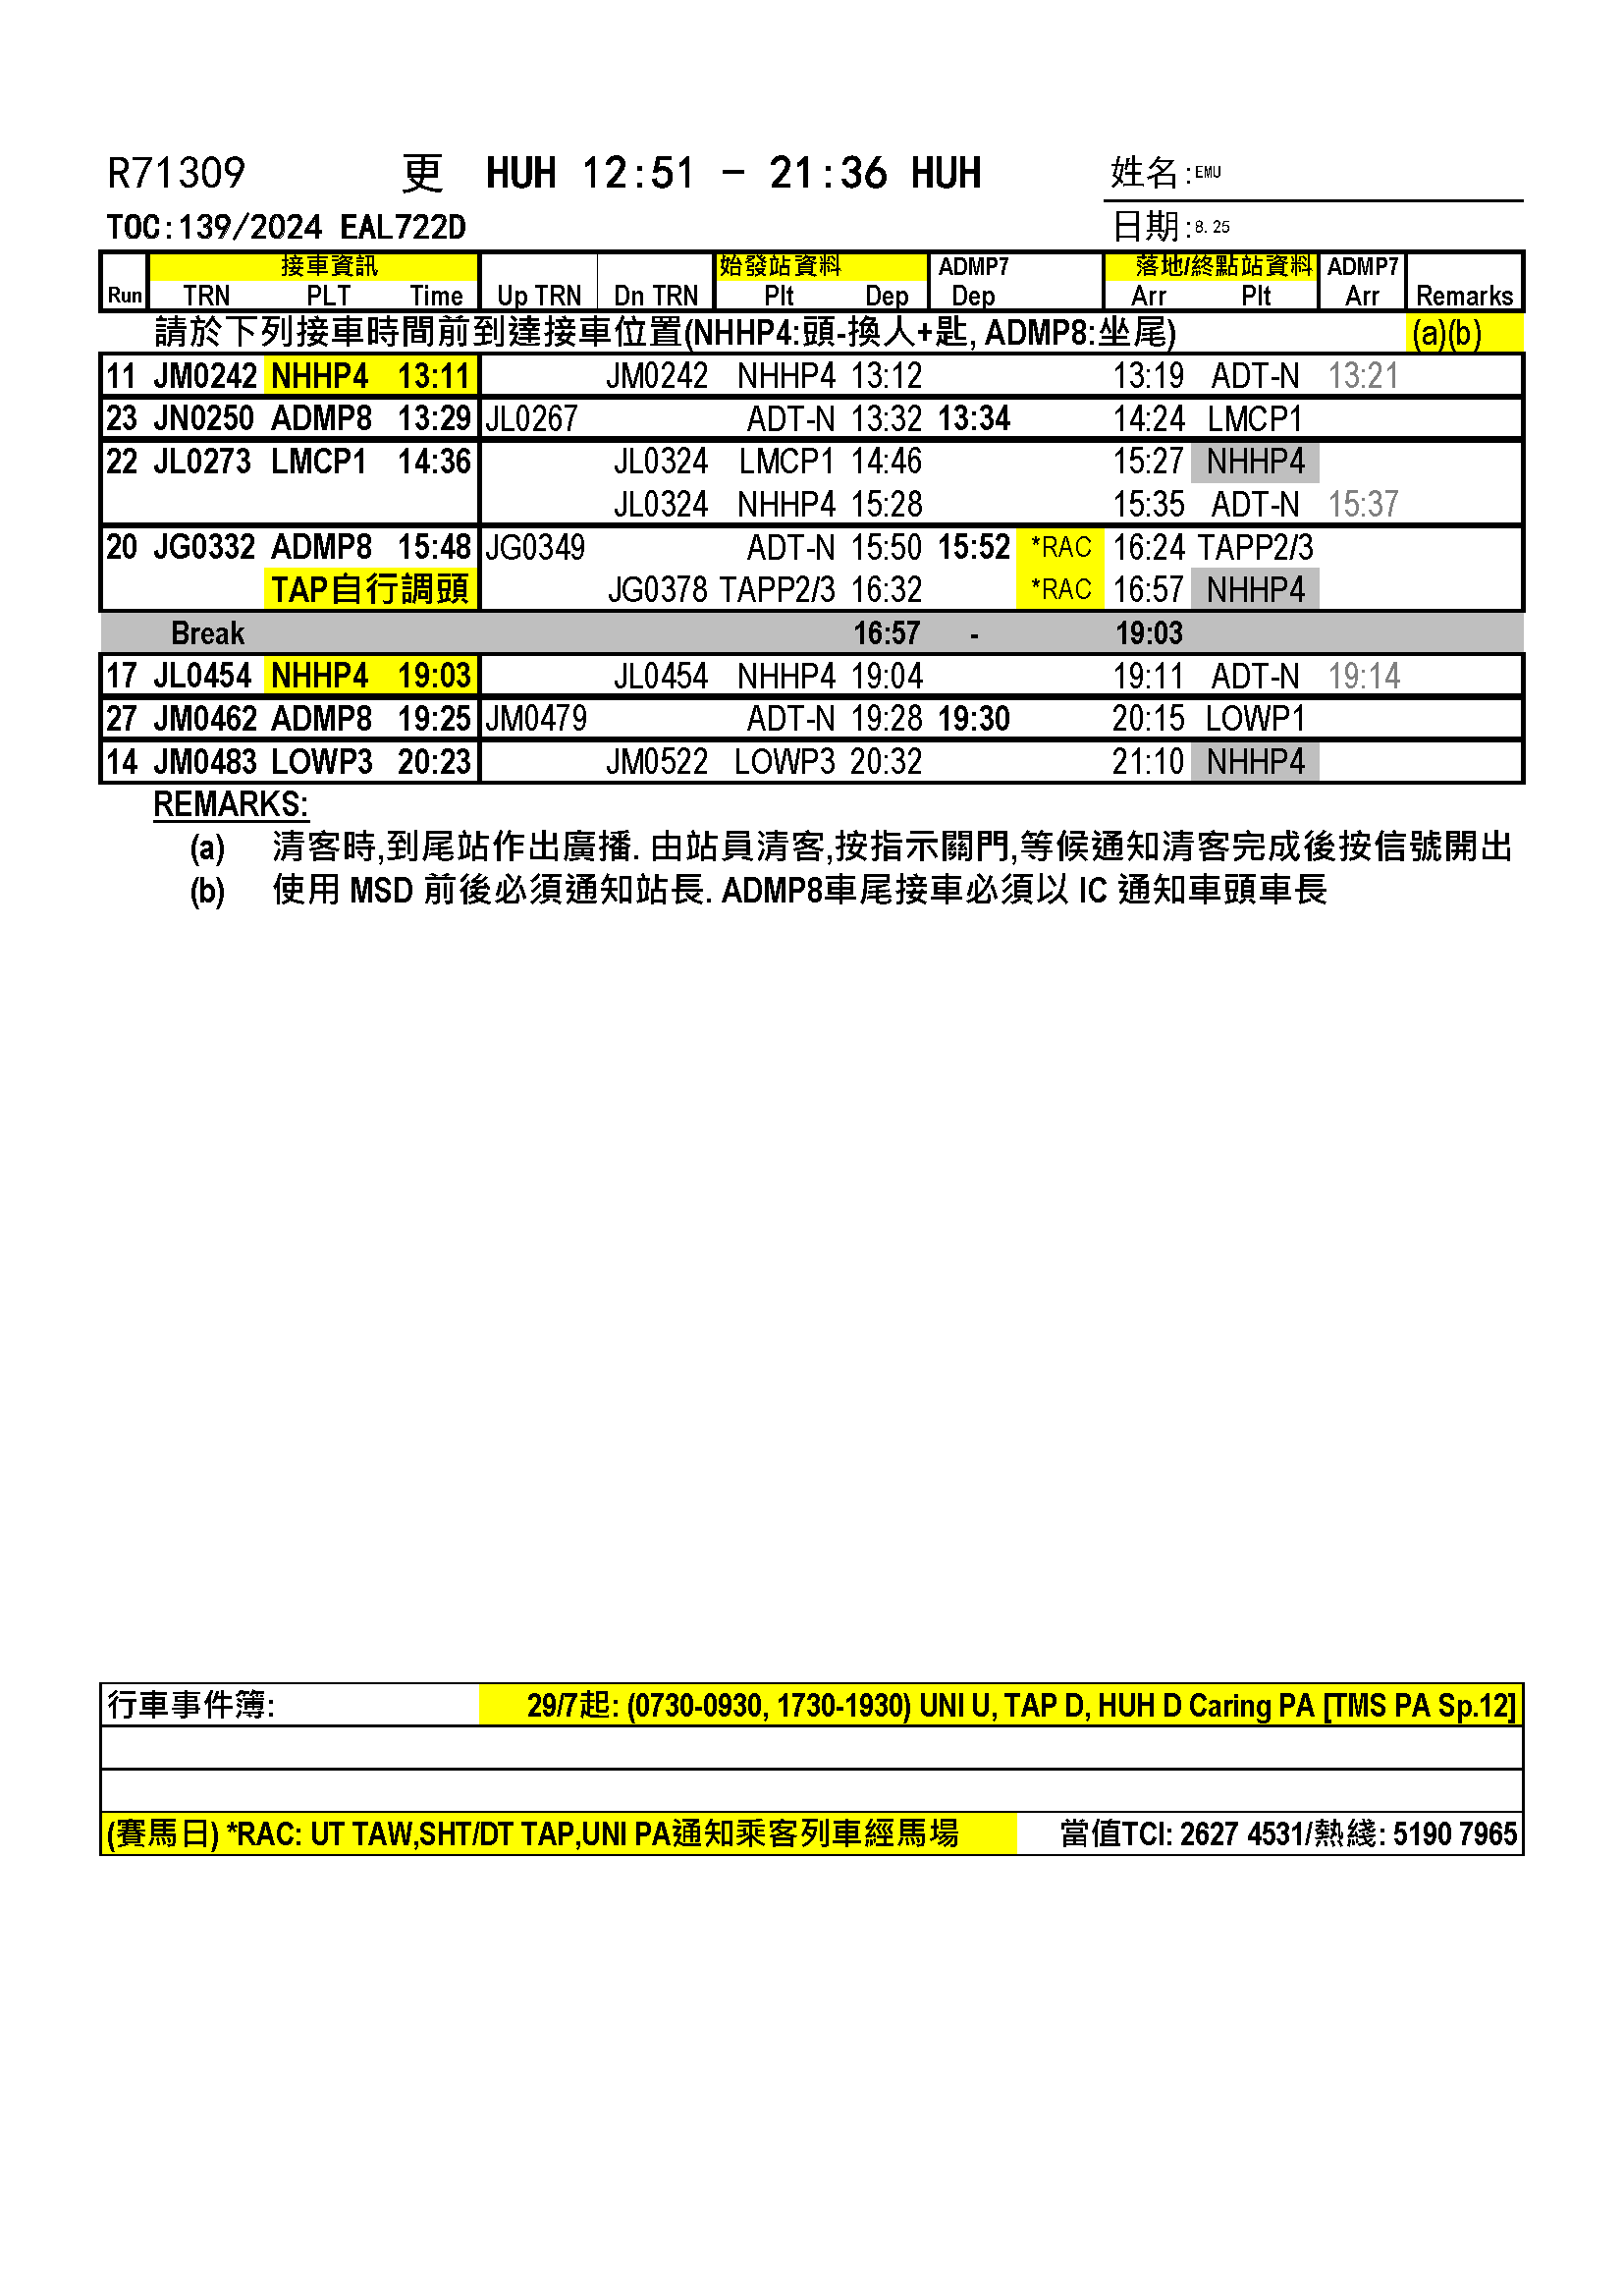 R71309 更 HUH 12:51 - 21:36 HUH 姓名:EMU
TOC:139/2024 EAL722D 日期:8.25
接車資訊 始發站資料 ADMP7 落地/終點站資料 ADMP7
Run TRN PLT Time Up TRN Dn TRN Plt Dep Dep Arr Plt Arr Remarks
請於下列接車時間前到達接車位置(NHHP4:頭-換人+匙, ADMP8:坐尾) (a)(b)
11 JM0242 NHHP4 13:11 JM0242 NHHP4 13:12 13:19 ADT-N 13:21
23 JN0250 ADMP8 13:29 JL0267 ADT-N 13:32 13:34 14:24 LMCP1
22 JL0273 LMCP1 14:36 JL0324 LMCP1 14:46 15:27 NHHP4
JL0324 NHHP4 15:28 15:35 ADT-N 15:37
20 JG0332 ADMP8 15:48 JG0349 ADT-N 15:50 15:52 *RAC 16:24 TAPP2/3
TAP自行調頭 JG0378 TAPP2/3 16:32 *RAC 16:57 NHHP4
Break 16:57 - 19:03
17 JL0454 NHHP4 19:03 JL0454 NHHP4 19:04 19:11 ADT-N 19:14
27 JM0462 ADMP8 19:25 JM0479 ADT-N 19:28 19:30 20:15 LOWP1
14 JM0483 LOWP3 20:23 JM0522 LOWP3 20:32 21:10 NHHP4
REMARKS:
(a) 清客時,到尾站作出廣播. 由站員清客,按指示關門,等候通知清客完成後按信號開出
(b) 使用 MSD 前後必須通知站長. ADMP8車尾接車必須以 IC 通知車頭車長
行車事件簿: 29/7起: (0730-0930, 1730-1930) UNI U, TAP D, HUH D Caring PA [TMS PA Sp.12]
(賽馬日) *RAC: UT TAW,SHT/DT TAP,UNI PA通知乘客列車經馬場 當值TCI: 2627 4531/熱綫: 5190 7965